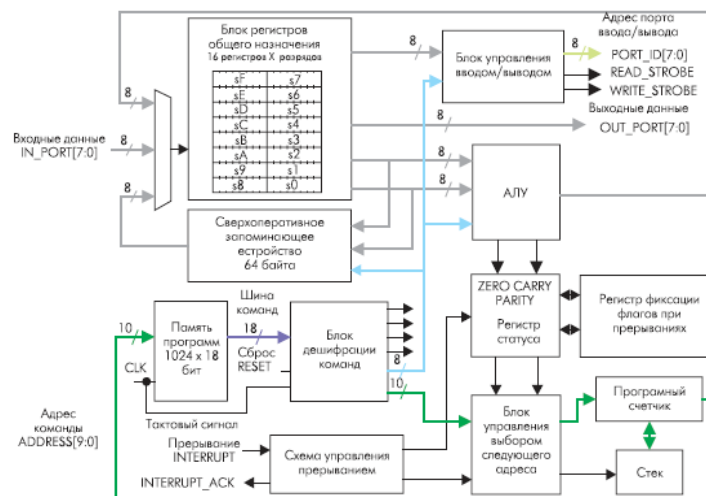 Адрес порта
ввода/вывода
Блок регистров
общего назначения
16 регистров X разрядов
8
8
8
Блок управления
вводом/выводом
PORT_ID[7:0]
READ_STROBE
WRITE_STROBE
sF s7
sE s6
sD s5
sC s4
sB s3
sA s2
s9 s1
s8 s0
Выходные данные
8
OUT_PORT[7:0]
Входные данные
IN_PORT[7:0]
8
8
8
8
АЛУ
Сверхоперативное
запоминающее
естройство
64 байта
ZERO CARRY
PARITY
Регистр
статуса
Регистр фиксации
флагов при
прерываниях
Шина
команд
10
Память
программ
1024 x 18
бит
18
Сброс
RESET
Блок
дешифрации
команд
8
10
CLK
Тактовый сигнал
Адрес
команды
ADDRESS[9:0]
Прерывание
INTERRUPT
INTERRUPT_ACK
Схема управления
прерыванием
Блок
управления
выбором
следующего
адреса
Програмный
счетчик
Стек